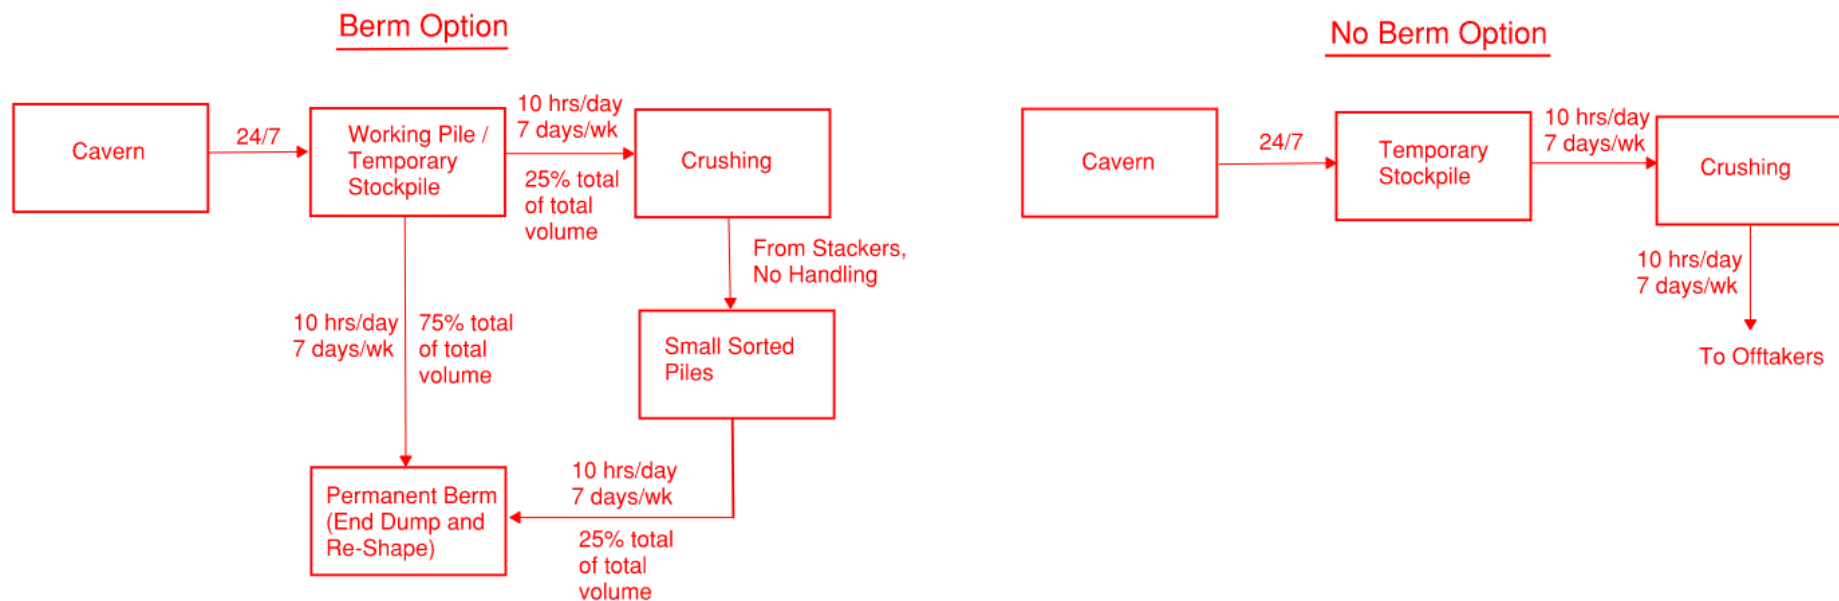 Berm Option
Cavern
24/7
Working Pile /
Temporary
Stockpile
10 hrs/day
7 days/wk
25% total
of total
volume
Crushing
From Stackers,
No Handling
Small Sorted
Piles
10 hrs/day
7 days/wk
75% total
of total
volume
10 hrs/day
7 days/wk
25% total
of total
volume
Permanent Berm
(End Dump and
Re-Shape)
No Berm Option
Cavern
24/7
Temporary
Stockpile
10 hrs/day
7 days/wk
Crushing
10 hrs/day
7 days/wk
To Offtakers